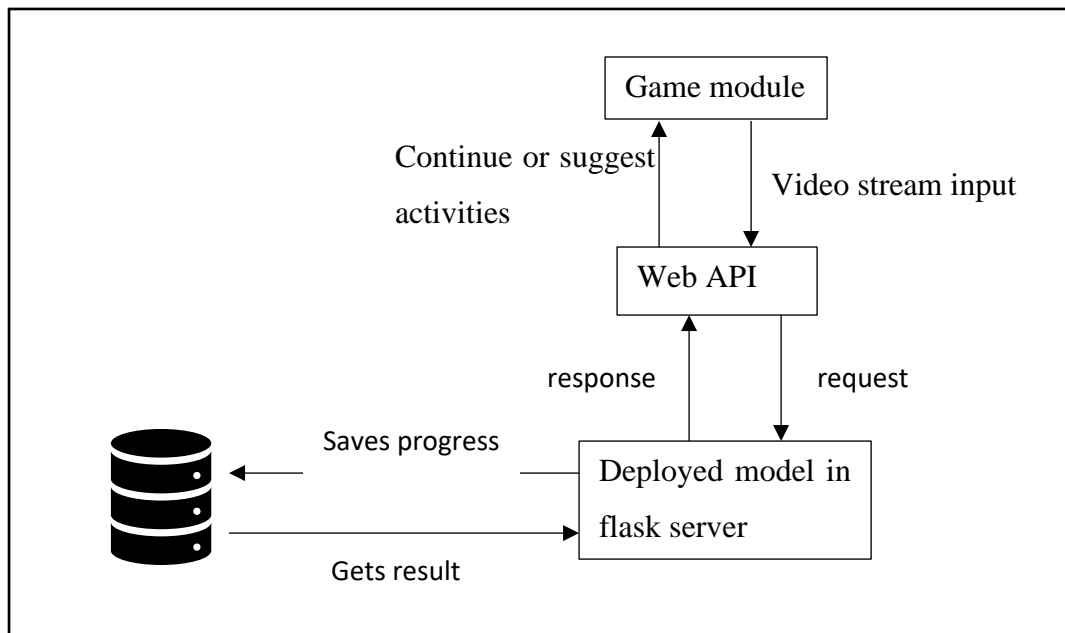 Game module
Continue or suggest
activities
Video stream input
Web API
response
request
Saves progress
Deployed model in
flask server
Gets result